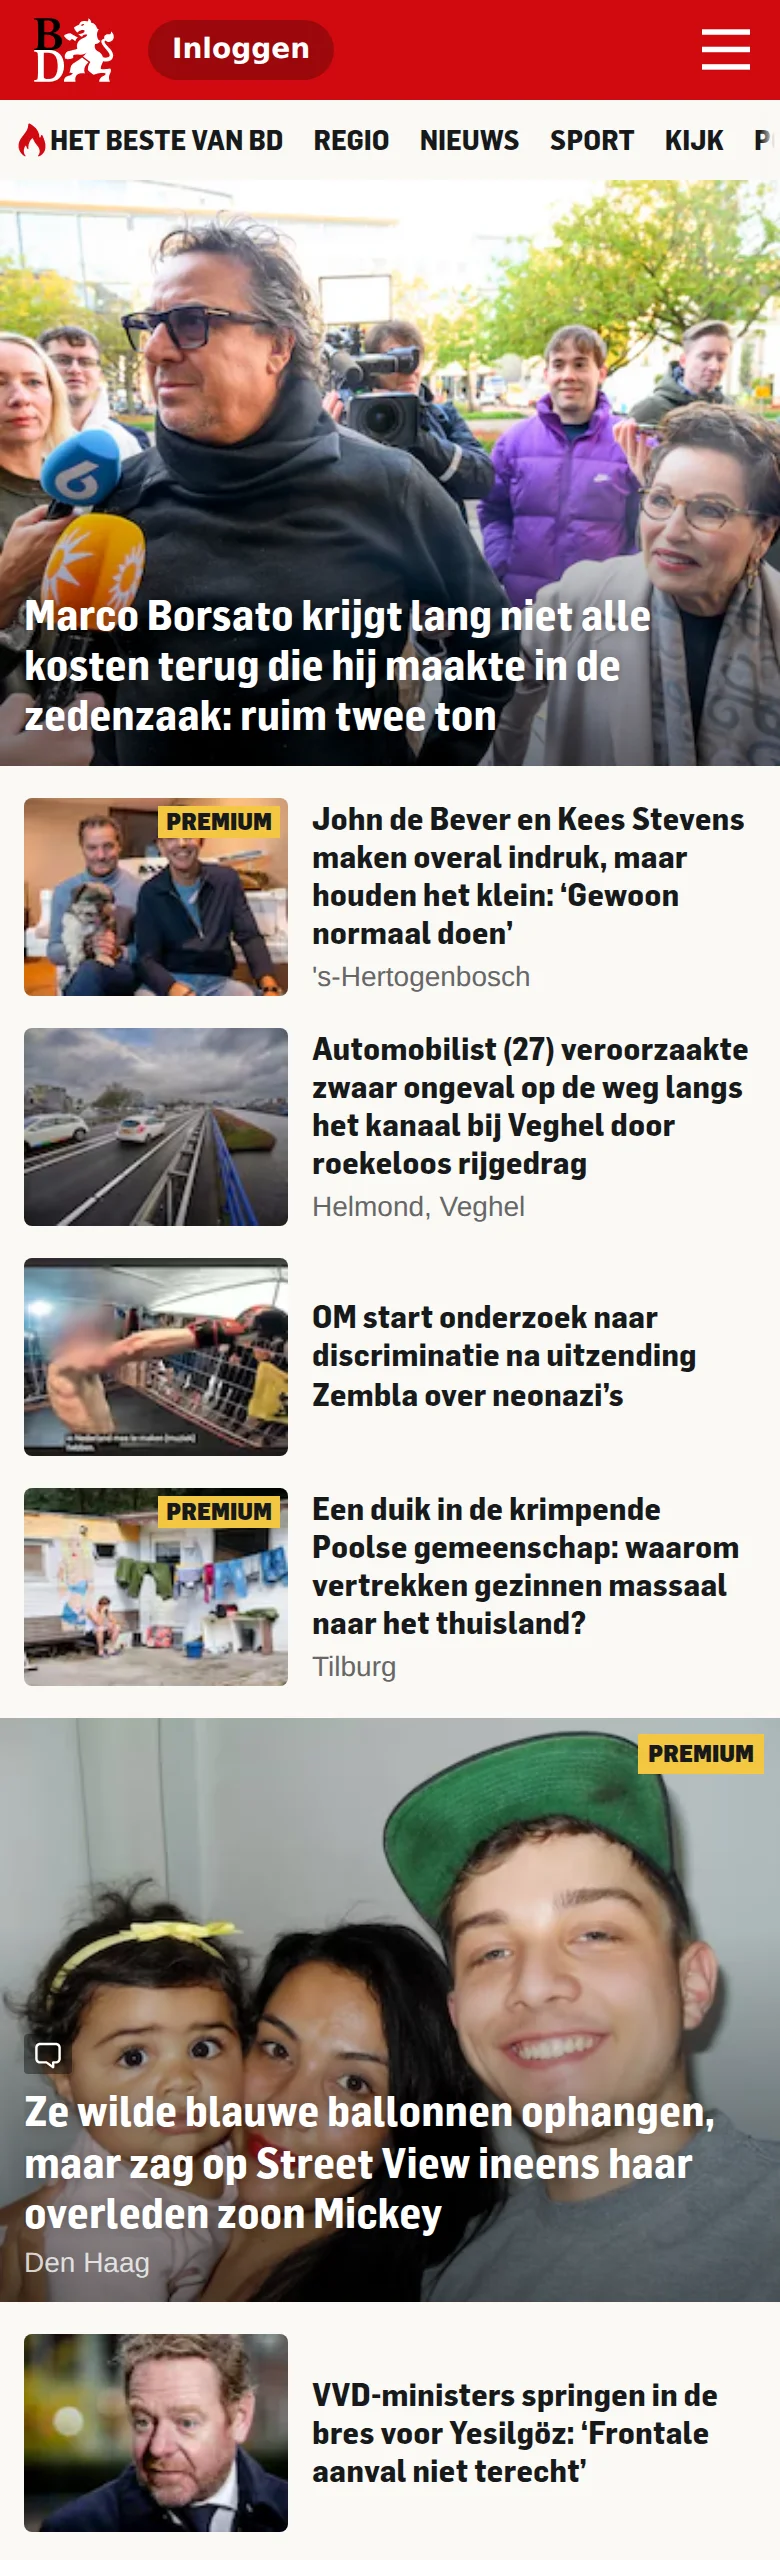 BD
Inloggen
HET BESTE VAN BD REGIO NIEUWS SPORT KIJK
Marco Borsato krijgt lang niet alle
kosten terug die hij maakte in de
zedenzaak: ruim twee ton
PREMIUM
John de Bever en Kees Stevens
maken overal indruk, maar
houden het klein: ‘Gewoon
normaal doen’
's-Hertogenbosch
Automobilist (27) veroorzaakte
zwaar ongeval op de weg langs
het kanaal bij Veghel door
roekeloos rijgedrag
Helmond, Veghel
OM start onderzoek naar
discriminatie na uitzending
Zembla over neonazi’s
PREMIUM
Een duik in de krimpende
Poolse gemeenschap: waarom
vertrekken gezinnen massaal
naar het thuisland?
Tilburg
PREMIUM
Ze wilde blauwe ballonnen ophangen,
maar zag op Street View ineens haar
overleden zoon Mickey
Den Haag
VVD-ministers springen in de
bres voor Yesilgöz: ‘Frontale
aanval niet terecht’